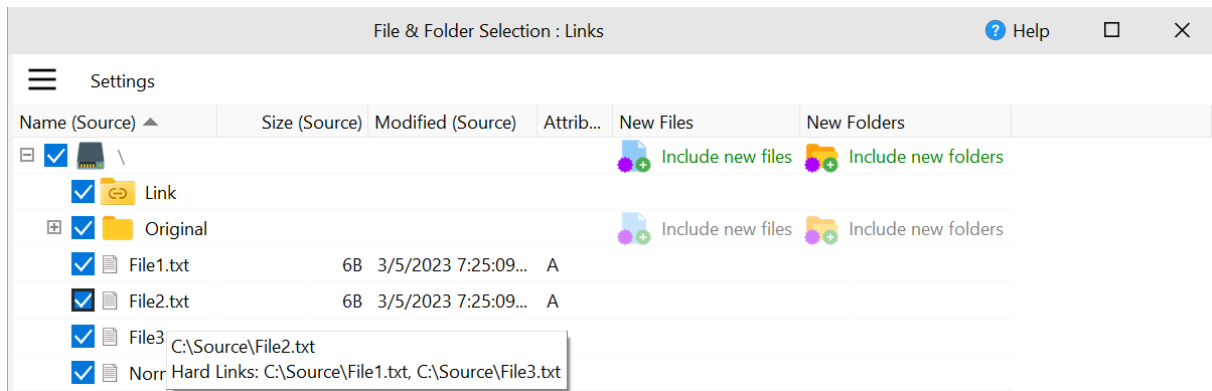 File & Folder Selection : Links ? Help
Settings
Name (Source) Size (Source) Modified (Source) Attrib... New Files New Folders
\ Include new files Include new folders
Link
Original Include new files Include new folders
File1.txt 6B 3/5/2023 7:25:09... A
File2.txt 6B 3/5/2023 7:25:09... A
File3
C:\Source\File2.txt
Hard Links: C:\Source\File1.txt, C:\Source\File3.txt